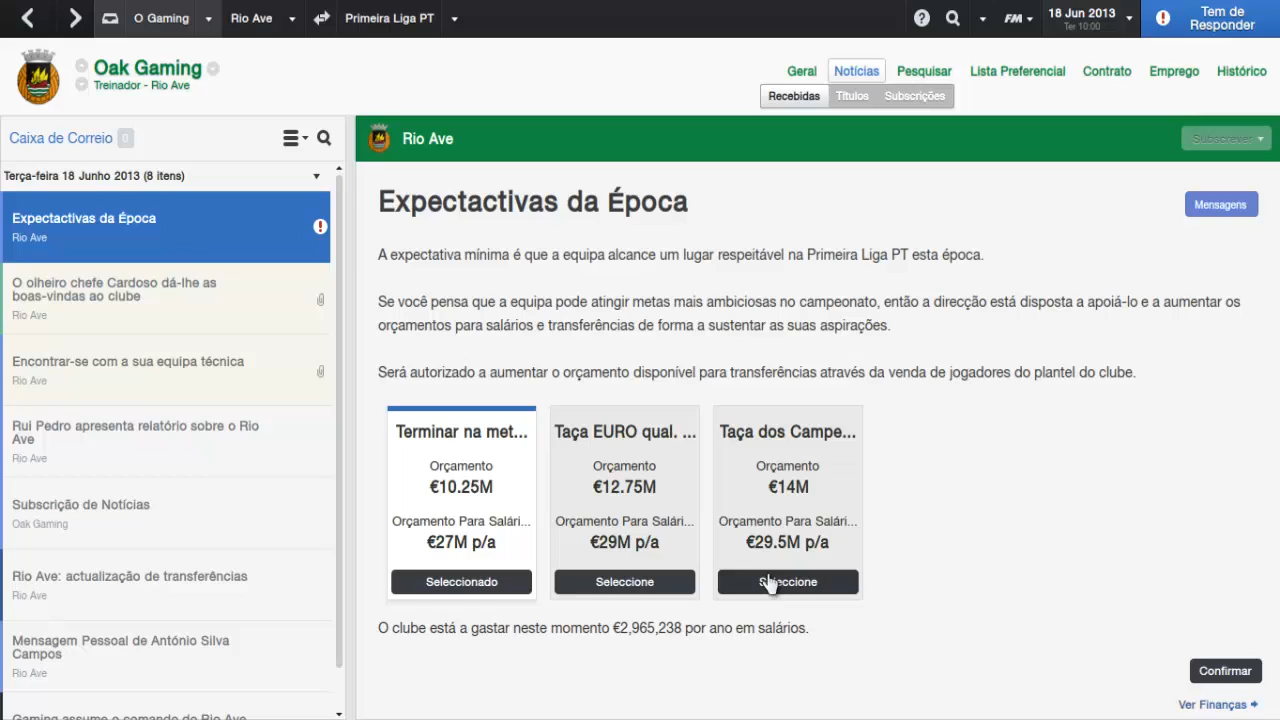 O Gaming
Rio Ave
Primeira Liga PT
FM
18 Jun 2013
Ter 10:00
Tem de
Responder
Oak Gaming
Treinador - Rio Ave
Geral
Notícias
Pesquisar
Lista Preferencial
Contrato
Emprego
Histórico
Recebidas
Títulos
Subscrições
Caixa de Correio 0
Terça-feira 18 Junho 2013 (8 itens)
Expectactivas da Época
Rio Ave
O olheiro chefe Cardoso dá-lhe as
boas-vindas ao clube
Rio Ave
Encontrar-se com a sua equipa técnica
Rio Ave
Rui Pedro apresenta relatório sobre o Rio
Ave
Rio Ave
Subscrição de Notícias
Oak Gaming
Rio Ave: actualização de transferências
Rio Ave
Mensagem Pessoal de António Silva
Campos
Rio Ave
Gaming assume o comando do Rio Ave
Rio Ave
Subscrever
Expectactivas da Época
Mensagens
A expectativa mínima é que a equipa alcance um lugar respeitável na Primeira Liga PT esta época.
Se você pensa que a equipa pode atingir metas mais ambiciosas no campeonato, então a direcção está disposta a apoiá-lo e a aumentar os
orçamentos para salários e transferências de forma a sustentar as suas aspirações.
Será autorizado a aumentar o orçamento disponível para transferências através da venda de jogadores do plantel do clube.
Terminar na met...
Orçamento
€10.25M
Orçamento Para Salári...
€27M p/a
Seleccionado
Taça EURO qual. ...
Orçamento
€12.75M
Orçamento Para Salári...
€29M p/a
Seleccione
Taça dos Campe...
Orçamento
€14M
Orçamento Para Salári...
€29.5M p/a
Seleccione
O clube está a gastar neste momento €2,965,238 por ano em salários.
Confirmar
Ver Finanças